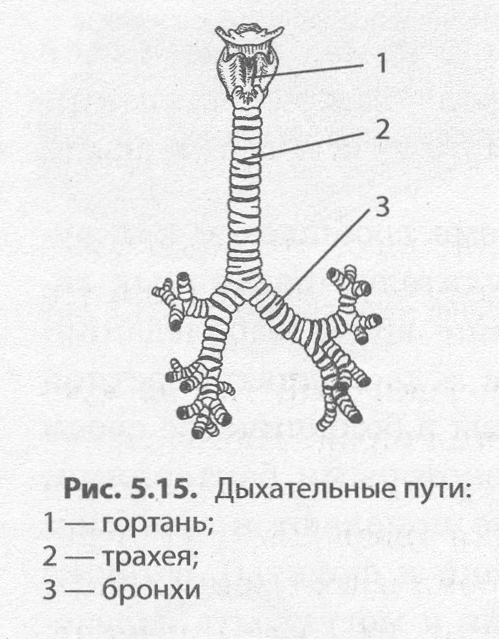 1
2
3
Рис. 5.15. Дыхательные пути:
1 — гортань;
2 — трахея;
3 — бронхи